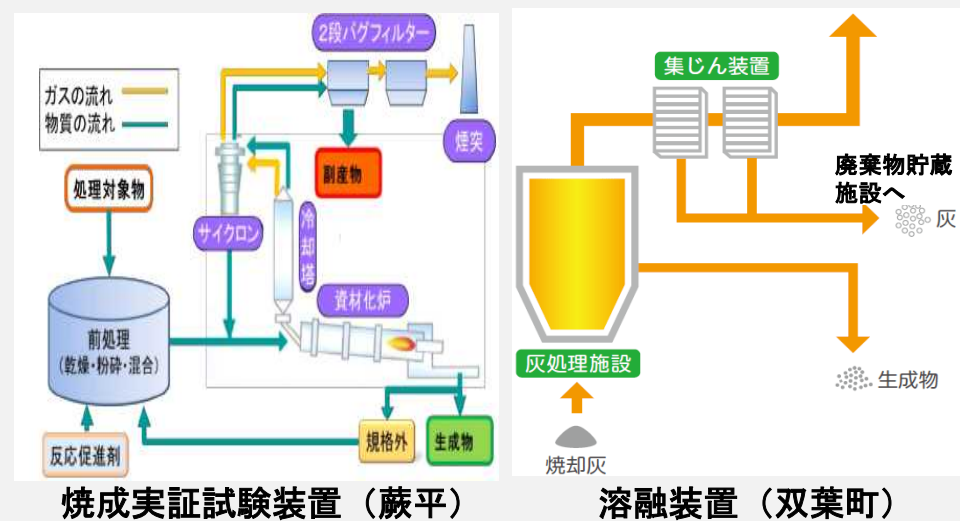 2段バグフィルター
ガスの流れ
物質の流れ
煙突
処理対象物
副産物
サイクロン
冷却塔
資材化炉
前処理
(乾燥・粉砕・混合)
反応促進剤
規格外
生成物
焼成実証試験装置（蕨平）
集じん装置
廃棄物貯蔵
施設へ
灰
灰処理施設
生成物
焼却灰
溶融装置（双葉町）